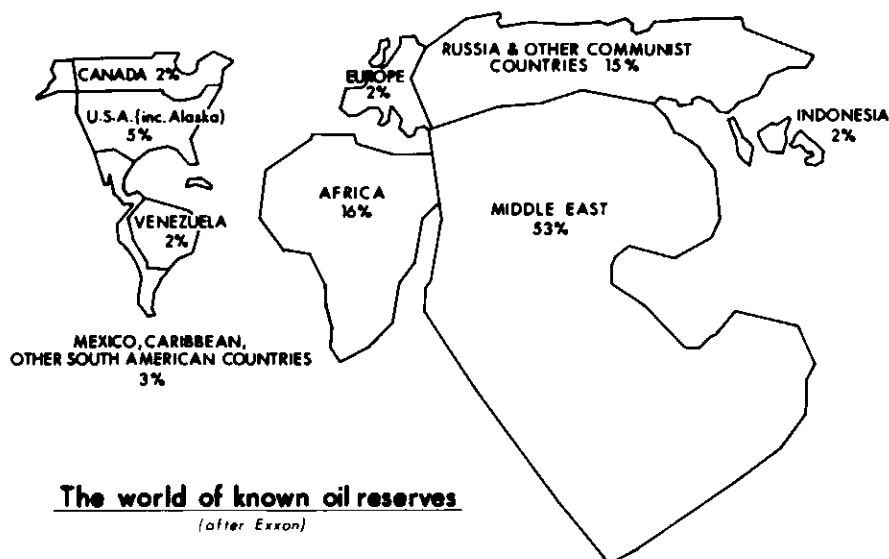 CANADA 2%
U.S.A.(inc. Alaska)
5%
VENEZUELA
2%
MEXICO, CARIBBEAN,
OTHER SOUTH AMERICAN COUNTRIES
3%
EUROPE
2%
RUSSIA & OTHER COMMUNIST
COUNTRIES 15%
INDONESIA
2%
AFRICA
16%
MIDDLE EAST
53%
The world of known oil reserves
(after Exxon)